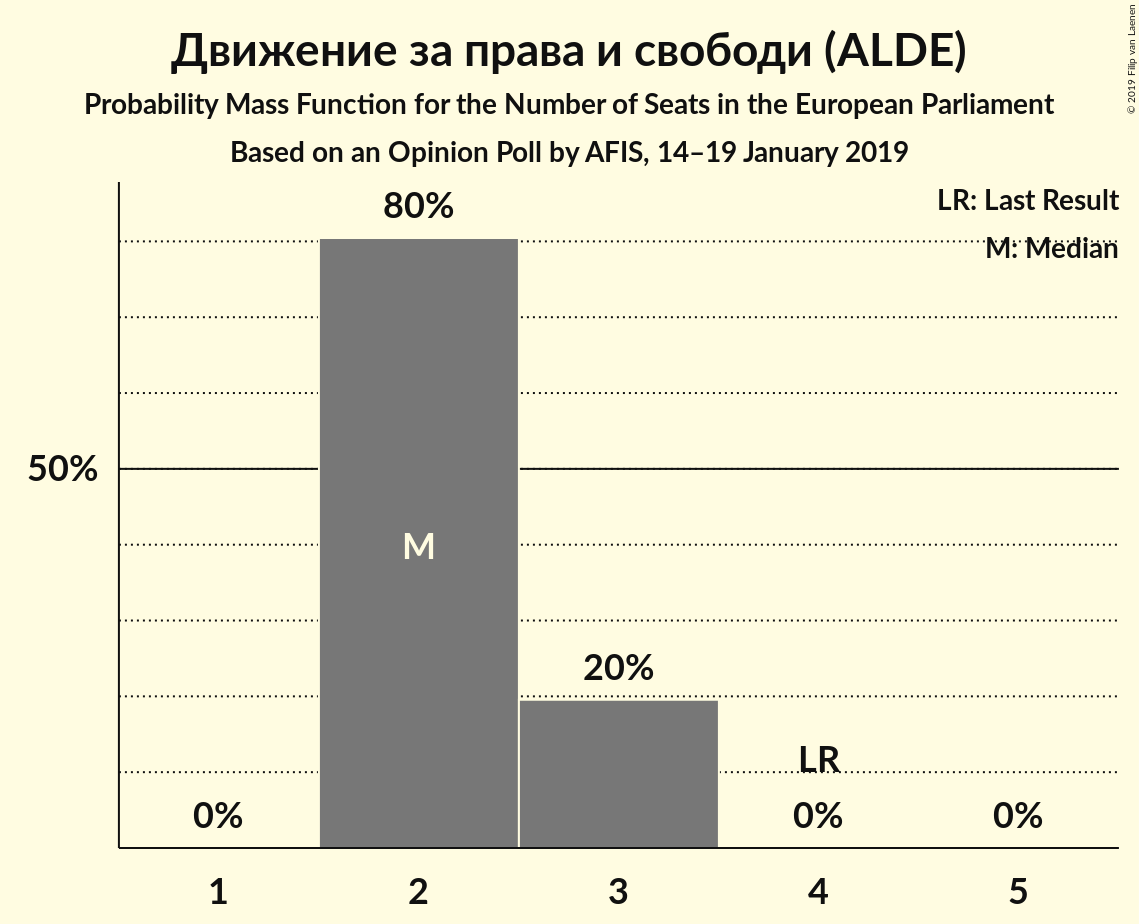 Движение за права и свободи (ALDE)
Probability Mass Function for the Number of Seats in the European Parliament
Based on an Opinion Poll by AFIS, 14–19 January 2019
© 2019 Filip van Laenen
LR: Last Result
M: Median
80%
50%
M
20%
LR
0%
0%
0%
1
2
3
4
5